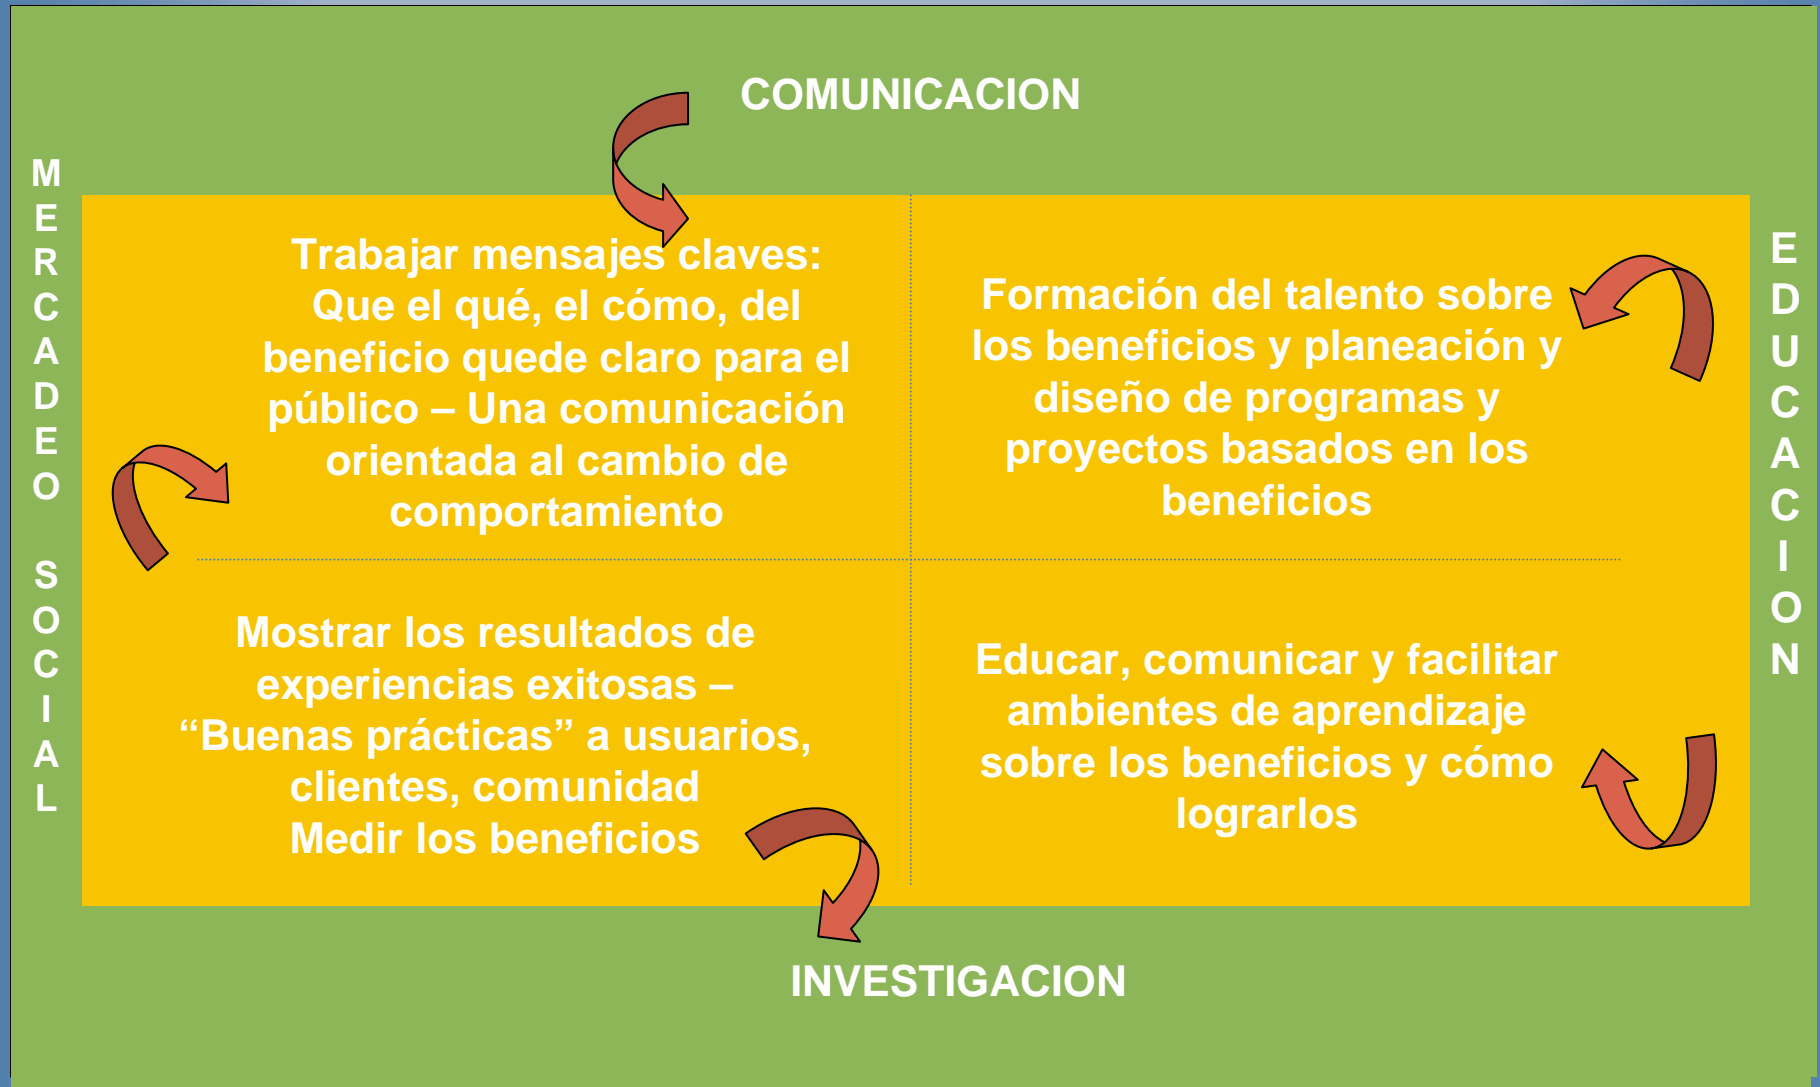 COMUNICACION
MERCADEO SOCIAL
Trabajar mensajes claves:
Que el qué, el cómo, del
beneficio quede claro para el
público – Una comunicación
orientada al cambio de
comportamiento
Formación del talento sobre
los beneficios y planeación y
diseño de programas y
proyectos basados en los
beneficios
EDUCACION
Mostrar los resultados de
experiencias exitosas –
“Buenas prácticas” a usuarios,
clientes, comunidad
Medir los beneficios
Educar, comunicar y facilitar
ambientes de aprendizaje
sobre los beneficios y cómo
lograrlos
INVESTIGACION